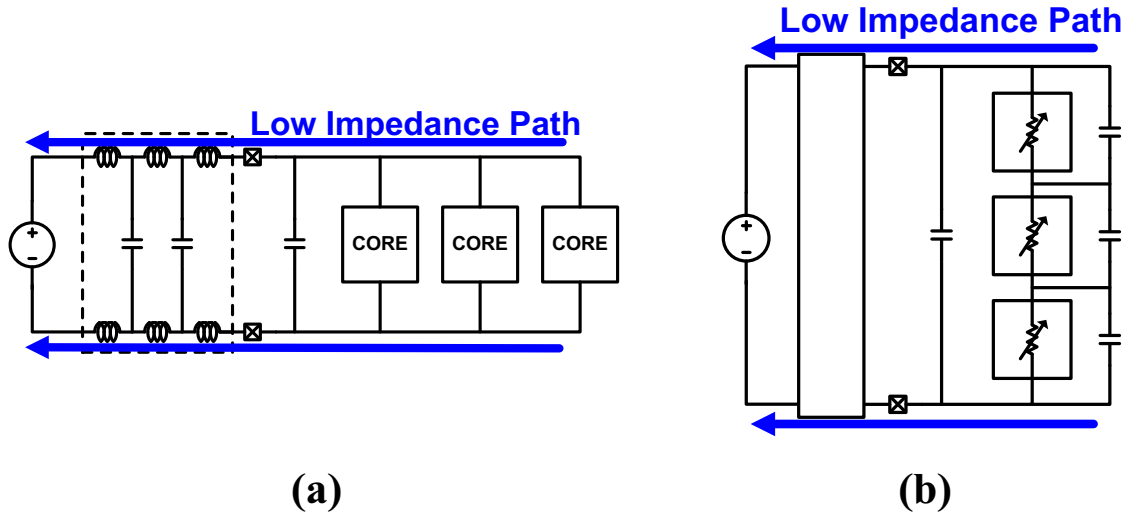 Low Impedance Path
+
−
CORE CORE CORE
(a)
Low Impedance Path
+
−
(b)